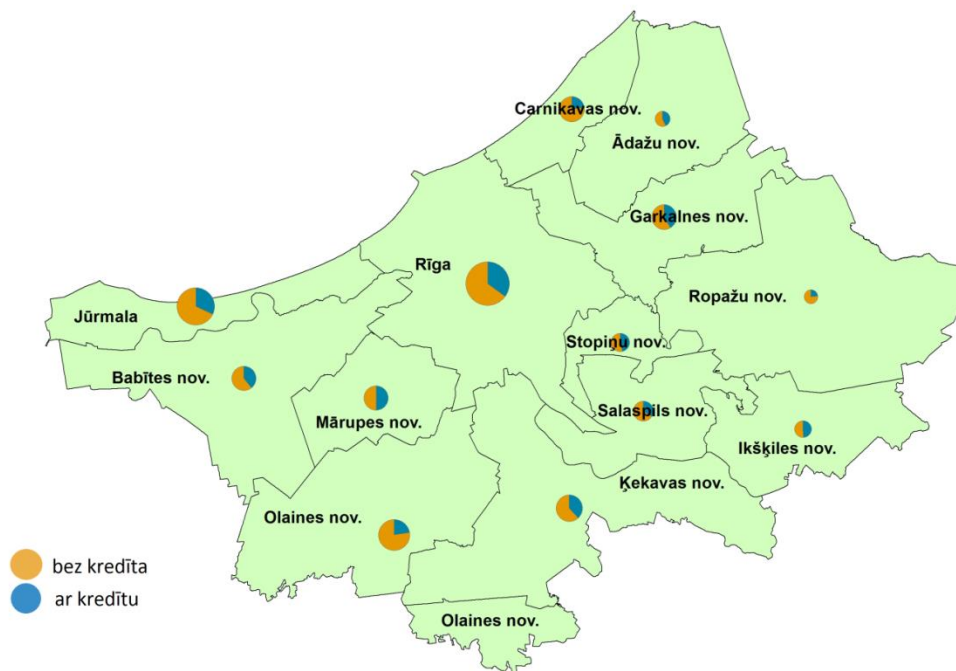 Carnikavas nov.
Ādažu nov.
Garkalnes nov.
Rīga
Ropažu nov.
Jūrmala
Stopiņu nov.
Babītes nov.
Mārupes nov.
Salaspils nov.
Ikšķiles nov.
Ķekavas nov.
Olaines nov.
bez kredīta
ar kredītu
Olaines nov.